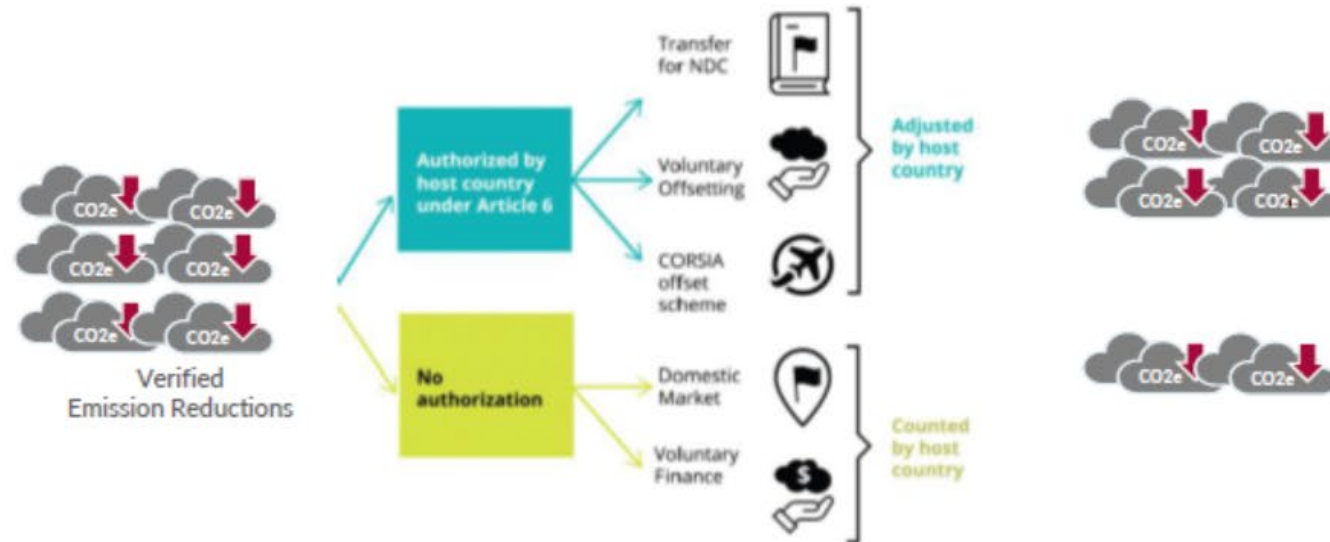 CO2e CO2e
CO2e CO2e
CO2e CO2e
Verified
Emission Reductions
Authorized by
host country
under Article 6
No
authorization
Transfer
for NDC
Voluntary
Offsetting
CORSIA
offset
scheme
Domestic
Market
Voluntary
Finance
$
Adjusted
by host
country
Counted
by host
country
CO2e CO2e
CO2e CO2e
CO2e CO2e